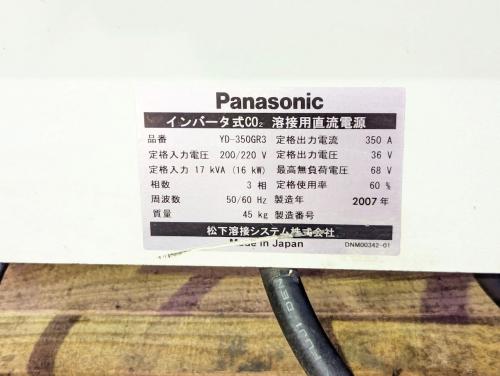 Panasonic
インバータ式CO₂ 溶接用直流電源
品番 YD-350GR3 定格出力電流 350 A
定格入力電圧 200/220 V 定格出力電圧 36 V
定格入力 17 kVA (16 kW) 最高無負荷電圧 68 V
相数 3 相 定格使用率 60 %
周波数 50/60 Hz 製造年 2007 年
質量 45 kg 製造番号
松下溶接システム株式会社
Made in Japan DNM00342-01
FUJI DEN